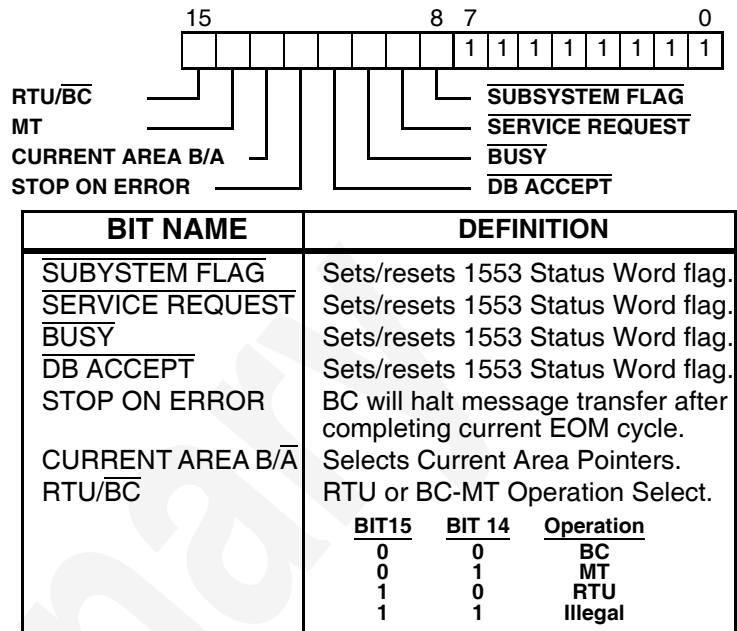 15 8 7 0
1 1 1 1 1 1 1 1
RTU/BC SUBSYSTEM FLAG
MT SERVICE REQUEST
CURRENT AREA B/A BUSY
STOP ON ERROR DB ACCEPT
BIT NAME DEFINITION
SUBYSTEM FLAG Sets/resets 1553 Status Word flag.
SERVICE REQUEST Sets/resets 1553 Status Word flag.
BUSY Sets/resets 1553 Status Word flag.
DB ACCEPT Sets/resets 1553 Status Word flag.
STOP ON ERROR BC will halt message transfer after
completing current EOM cycle.
CURRENT AREA B/A Selects Current Area Pointers.
RTU/BC RTU or BC-MT Operation Select.
BIT15 BIT 14 Operation
0 0 BC
0 1 MT
1 0 RTU
1 1 Illegal